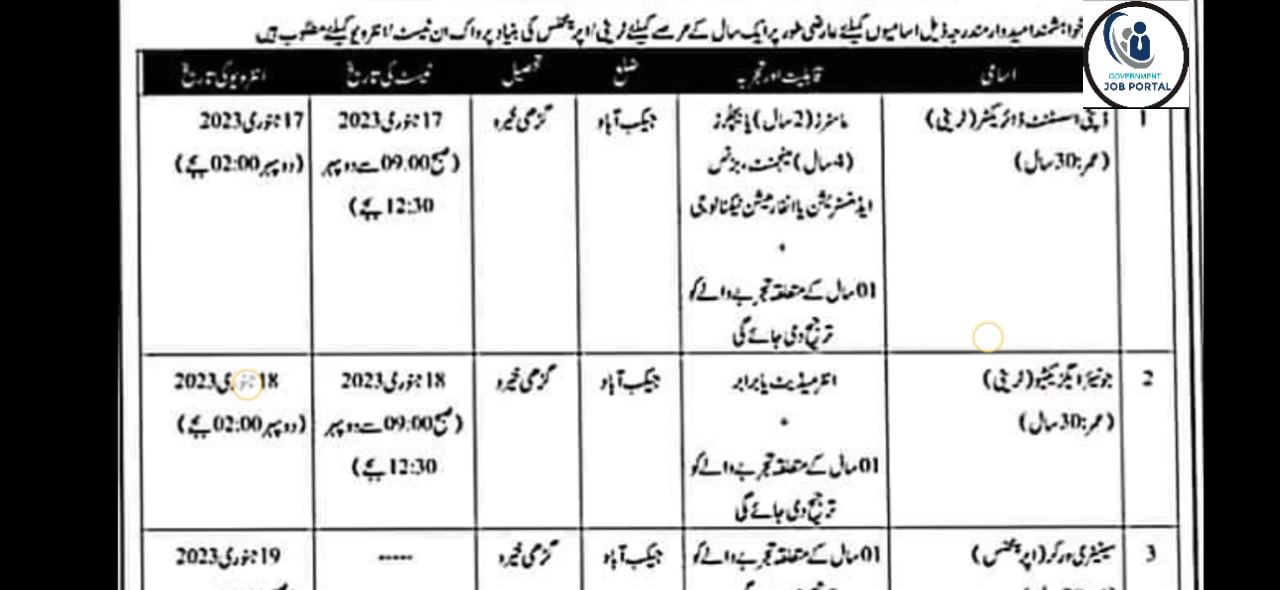 خواہشمند امیدوار مندرجہ ذیل اسامیوں کیلئے عارضی طور پر ایک سال کے عرصے کیلئے ٹرینی/اپرینٹس کی بنیاد پر واک ان ٹیسٹ/انٹرویو کیلئے مطلوب ہیں
GOVERNMENT
JOB PORTAL
اسامی
قابلیت اور تجربہ
ضلع
تحصیل
ٹیسٹ کی تاریخ
انٹرویو کی تاریخ
1
ڈپٹی اسسٹنٹ ڈائریکٹر (ٹرینی)
(عمر:30 سال)
ماسٹرز (2 سال) یا بیچلرز
(4 سال) مینجمنٹ، بزنس
ایڈمنسٹریشن یا انفارمیشن ٹیکنالوجی
+
01 سال کے متعلقہ تجربے والے کو
ترجیح دی جائے گی
جیکب آباد
گڑھی خیرو
17 جنوری 2023
(صبح 09:00 سے دوپہر
12:30 بجے)
17 جنوری 2023
(دوپہر 02:00 بجے)
2
جونیئر ایگزیکٹیو (ٹرینی)
(عمر:30 سال)
انٹرمیڈیٹ یا برابر
+
01 سال کے متعلقہ تجربے والے کو
ترجیح دی جائے گی
جیکب آباد
گڑھی خیرو
18 جنوری 2023
(صبح 09:00 سے دوپہر
12:30 بجے)
18 جنوری 2023
(دوپہر 02:00 بجے)
3
سینیٹری ورکر (اپرینٹس)
01 سال کے متعلقہ تجربے والے کو
جیکب آباد
گڑھی خیرو
-----
19 جنوری 2023